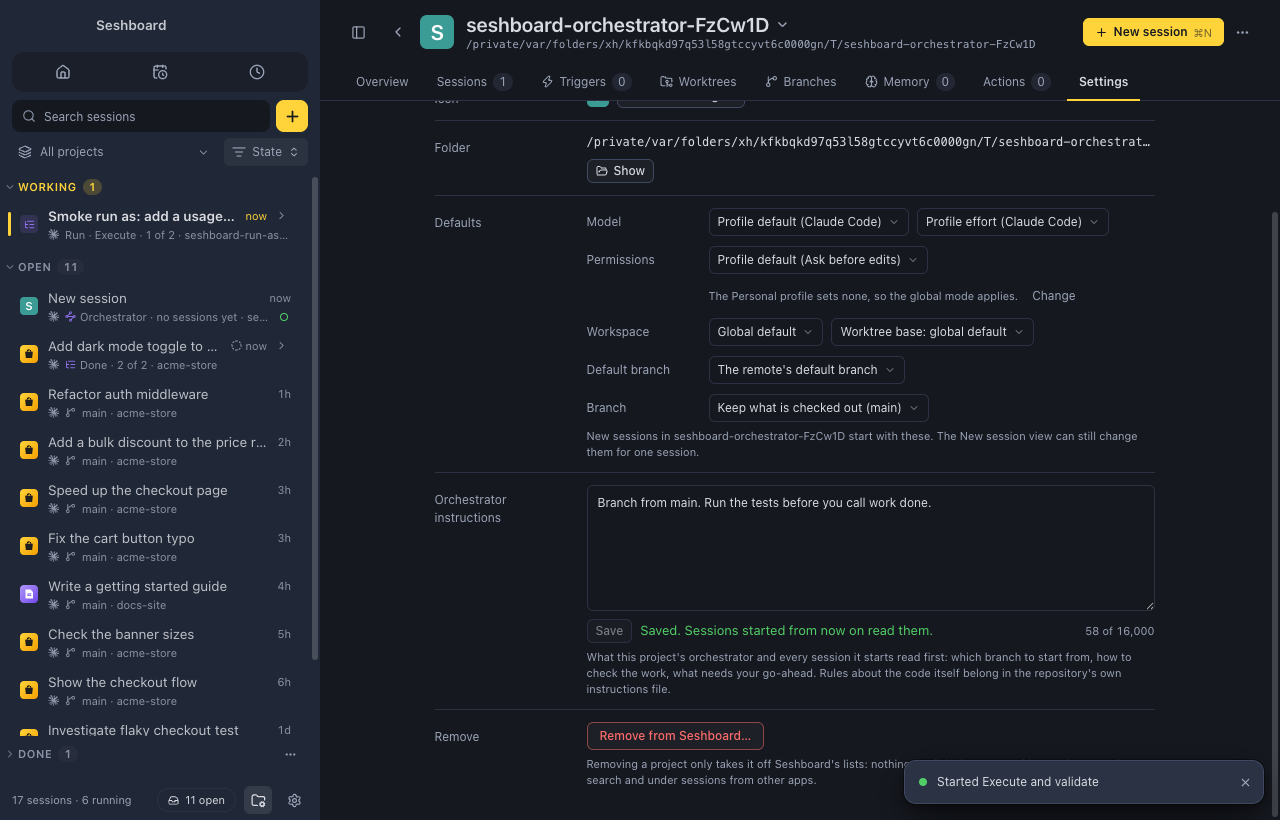 Seshboard
Search sessions
All projects
State
WORKING 1
Smoke run as: add a usage... now
Run · Execute · 1 of 2 · seshboard-run-as...
OPEN 11
New session now
Orchestrator · no sessions yet · se...
Add dark mode toggle to ... now
Done · 2 of 2 · acme-store
Refactor auth middleware 1h
main · acme-store
Add a bulk discount to the price r... 2h
main · acme-store
Speed up the checkout page 3h
main · acme-store
Fix the cart button typo 3h
main · acme-store
Write a getting started guide 4h
main · docs-site
Check the banner sizes 5h
main · acme-store
Show the checkout flow 6h
main · acme-store
Investigate flaky checkout test 1d
DONE 1
17 sessions · 6 running
11 open
S
seshboard-orchestrator-FzCw1D
/private/var/folders/xh/kfkbqkd97q53l58gtccyvt6c0000gn/T/seshboard-orchestrator-FzCw1D
New session ⌘N
Overview
Sessions 1
Triggers 0
Worktrees
Branches
Memory 0
Actions 0
Settings
Folder
/private/var/folders/xh/kfkbqkd97q53l58gtccyvt6c0000gn/T/seshboard-orchestrat...
Show
Defaults
Model
Profile default (Claude Code)
Profile effort (Claude Code)
Permissions
Profile default (Ask before edits)
The Personal profile sets none, so the global mode applies. Change
Workspace
Global default
Worktree base: global default
Default branch
The remote's default branch
Branch
Keep what is checked out (main)
New sessions in seshboard-orchestrator-FzCw1D start with these. The New session view can still change
them for one session.
Orchestrator
instructions
Branch from main. Run the tests before you call work done.
Save
Saved. Sessions started from now on read them.
58 of 16,000
What this project's orchestrator and every session it starts read first: which branch to start from, how to
check the work, what needs your go-ahead. Rules about the code itself belong in the repository's own
instructions file.
Remove
Remove from Seshboard...
Removing a project only takes it off Seshboard's lists:
search and under sessions from other apps.
Started Execute and validate